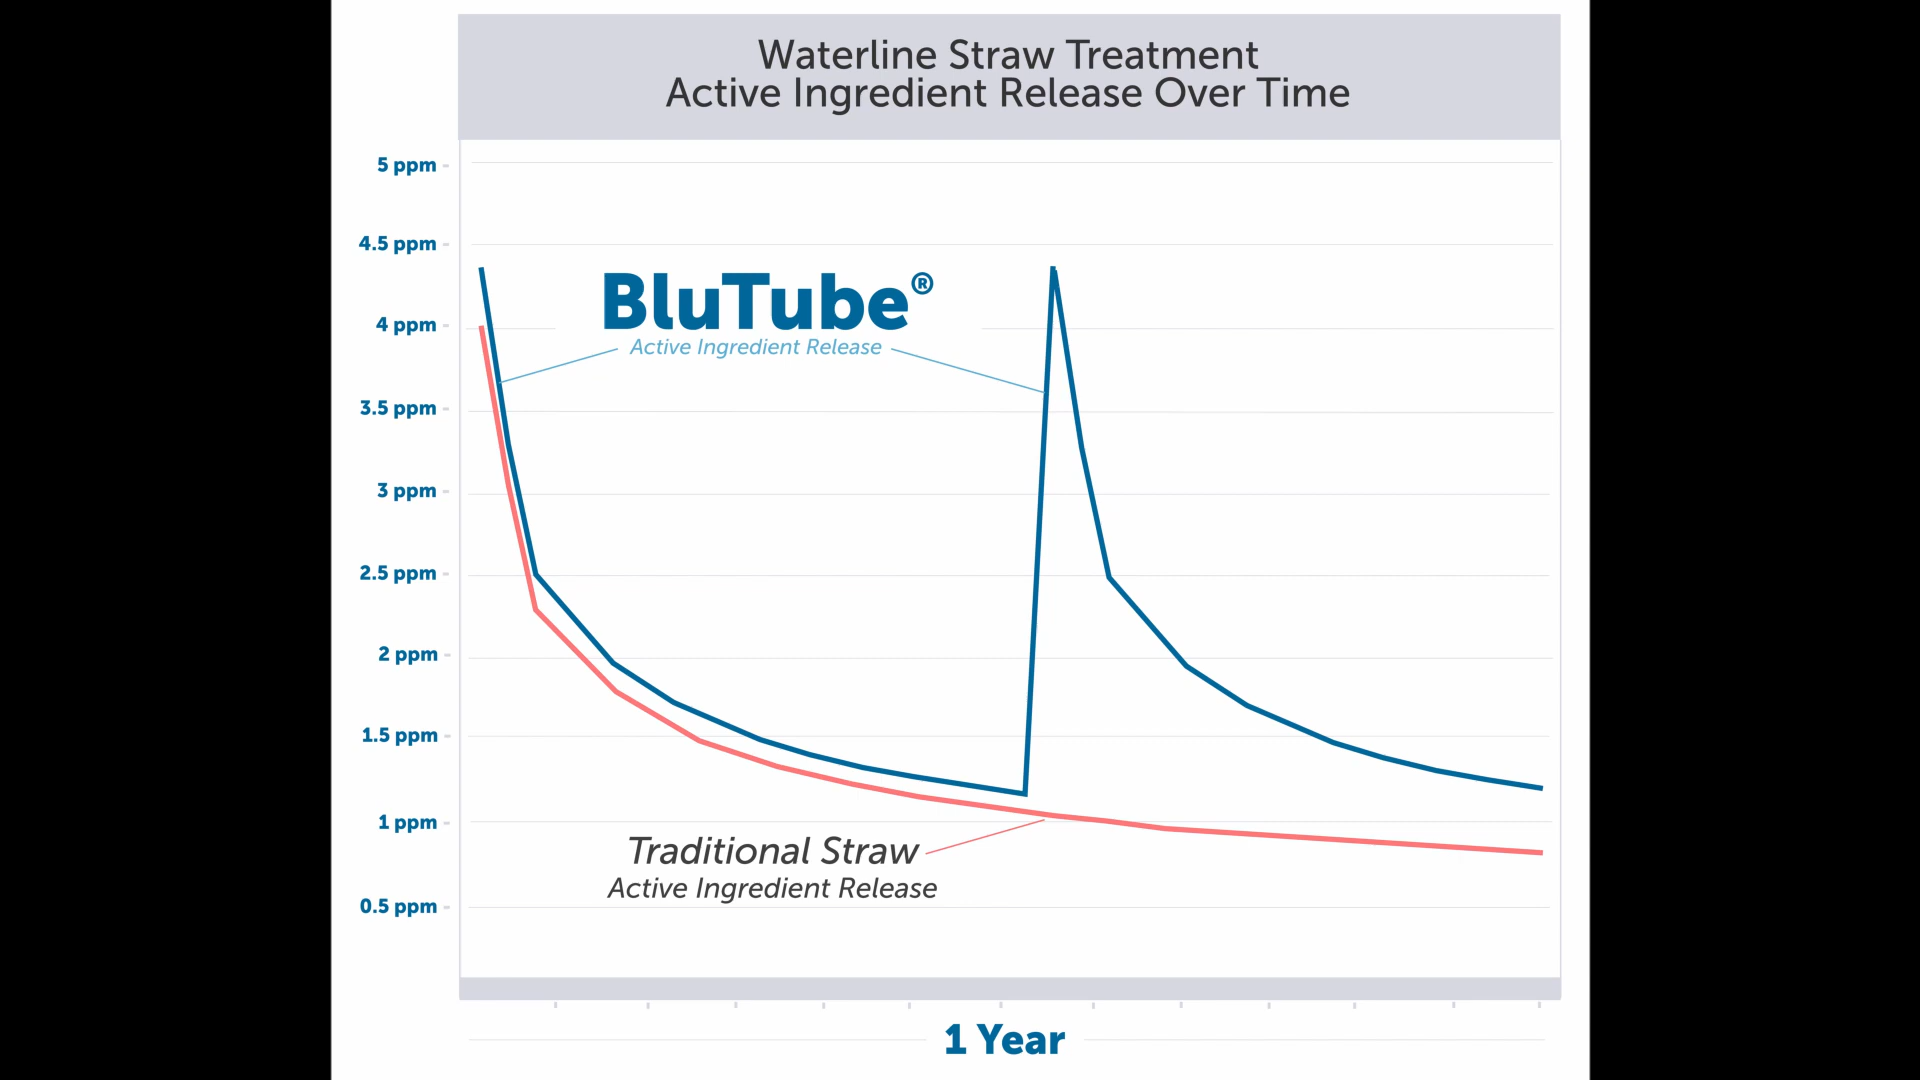 Waterline Straw Treatment
Active Ingredient Release Over Time
5 ppm
4.5 ppm
BluTube®
4 ppm
Active Ingredient Release
3.5 ppm
3 ppm
2.5 ppm
2 ppm
1.5 ppm
1 ppm
Traditional Straw
Active Ingredient Release
0.5 ppm
1 Year